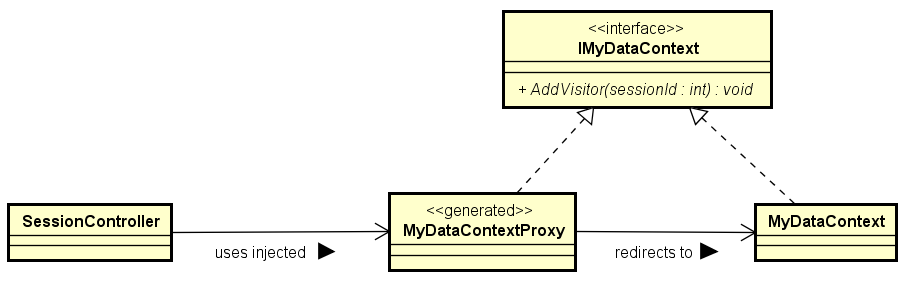 <<interface>>
IMyDataContext
+ AddVisitor(sessionId : int) : void
SessionController
<<generated>>
MyDataContextProxy
MyDataContext
uses injected
redirects to